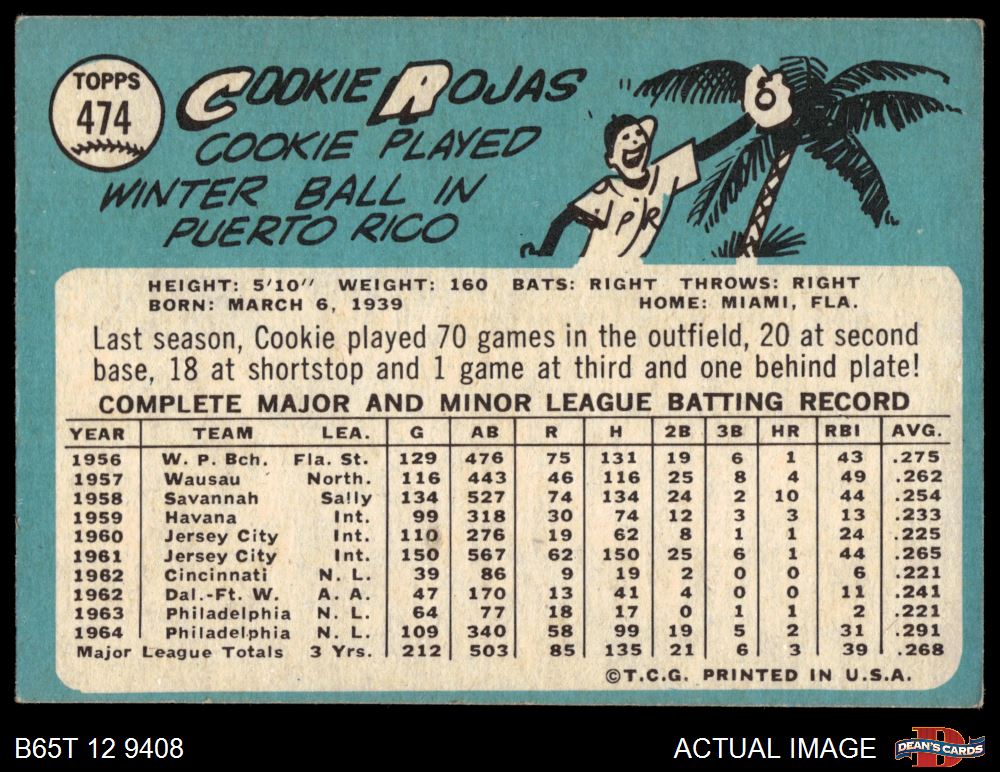 TOPPS
474
COOKIE ROJAS
COOKIE PLAYED
WINTER BALL IN
PUERTO RICO
PR
HEIGHT: 5'10" WEIGHT: 160 BATS: RIGHT THROWS: RIGHT
BORN: MARCH 6, 1939 HOME: MIAMI, FLA.
Last season, Cookie played 70 games in the outfield, 20 at second
base, 18 at shortstop and 1 game at third and one behind plate!
COMPLETE MAJOR AND MINOR LEAGUE BATTING RECORD
YEAR TEAM LEA. G AB R H 2B 3B HR RBI AVG.
1956 W. P. Bch. Fla. St. 129 476 75 131 19 6 1 43 .275
1957 Wausau North. 116 443 46 116 25 8 4 49 .262
1958 Savannah Sally 134 527 74 134 24 2 10 44 .254
1959 Havana Int. 99 318 30 74 12 3 3 13 .233
1960 Jersey City Int. 110 276 19 62 8 1 1 24 .225
1961 Jersey City Int. 150 567 62 150 25 6 1 44 .265
1962 Cincinnati N. L. 39 86 9 19 2 0 0 6 .221
1962 Dal.-Ft. W. A. A. 47 170 13 41 4 0 0 11 .241
1963 Philadelphia N. L. 64 77 18 17 0 1 1 2 .221
1964 Philadelphia N. L. 109 340 58 99 19 5 2 31 .291
Major League Totals 3 Yrs. 212 503 85 135 21 6 3 39 .268
©T.C.G. PRINTED IN U.S.A.
B65T 12 9408
ACTUAL IMAGE
D
DEAN'S CARDS